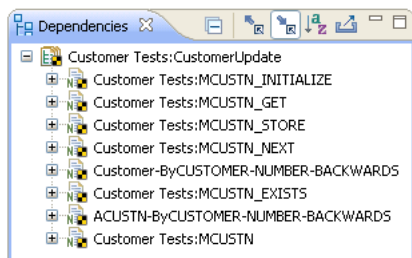 Dependencies
Customer Tests:CustomerUpdate
Customer Tests:MCUSTN_INITIALIZE
Customer Tests:MCUSTN_GET
Customer Tests:MCUSTN_STORE
Customer Tests:MCUSTN_NEXT
Customer-ByCUSTOMER-NUMBER-BACKWARDS
Customer Tests:MCUSTN_EXISTS
ACUSTN-ByCUSTOMER-NUMBER-BACKWARDS
Customer Tests:MCUSTN